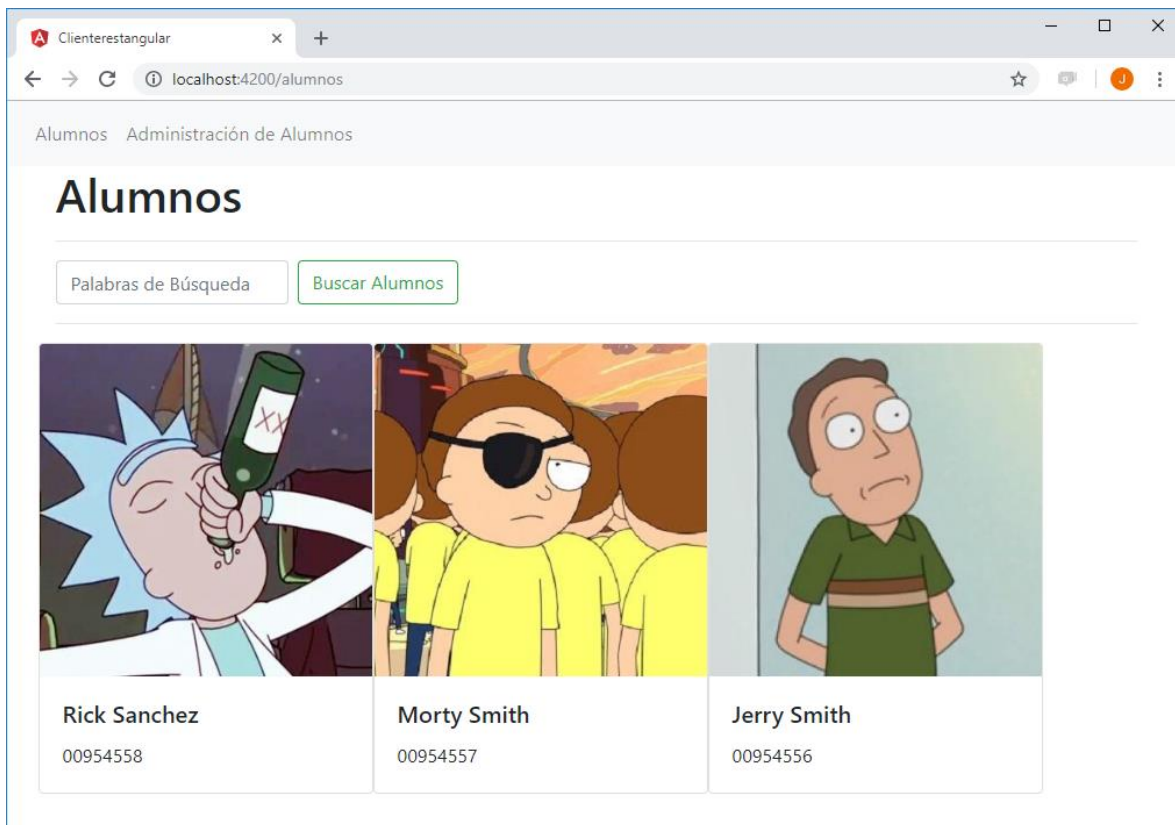 Clienterestangular
localhost:4200/alumnos
J
Alumnos Administración de Alumnos
Alumnos
Palabras de Búsqueda Buscar Alumnos
XX
Rick Sanchez Morty Smith Jerry Smith
00954558 00954557 00954556